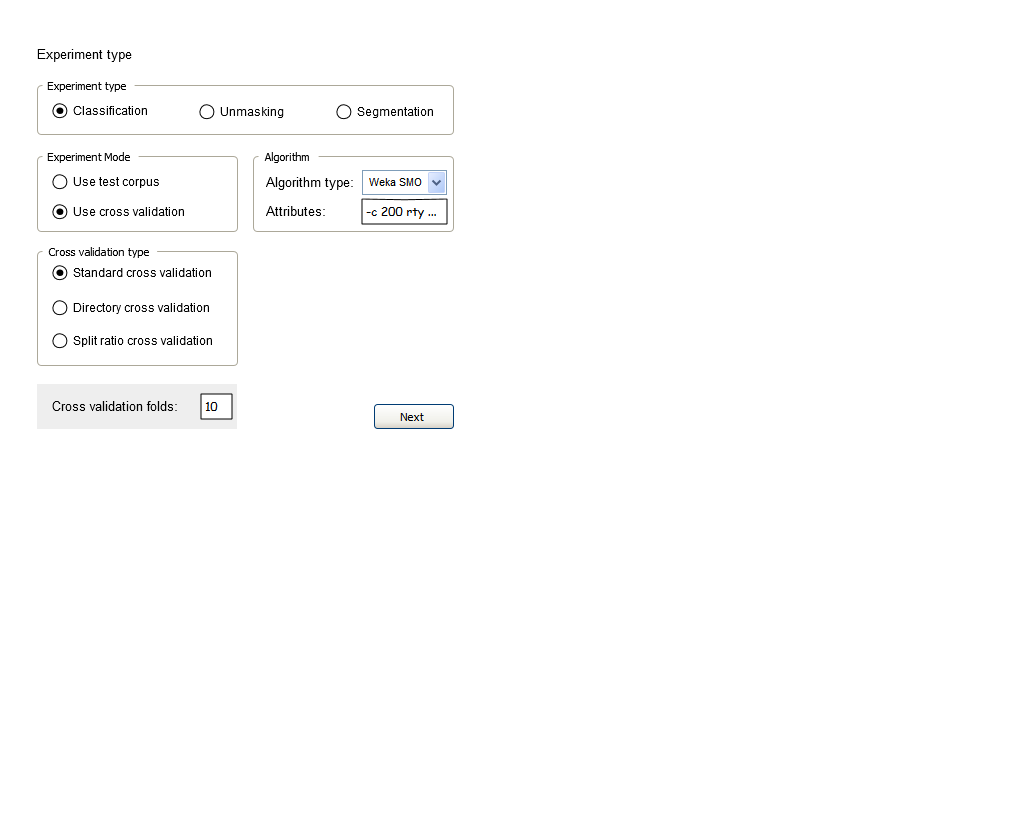 Experiment type
Experiment type
Classification Unmasking Segmentation
Experiment Mode
Use test corpus
Use cross validation
Algorithm
Algorithm type: Weka SMO
Attributes: -c 200 rty ...
Cross validation type
Standard cross validation
Directory cross validation
Split ratio cross validation
Cross validation folds: 10
Next